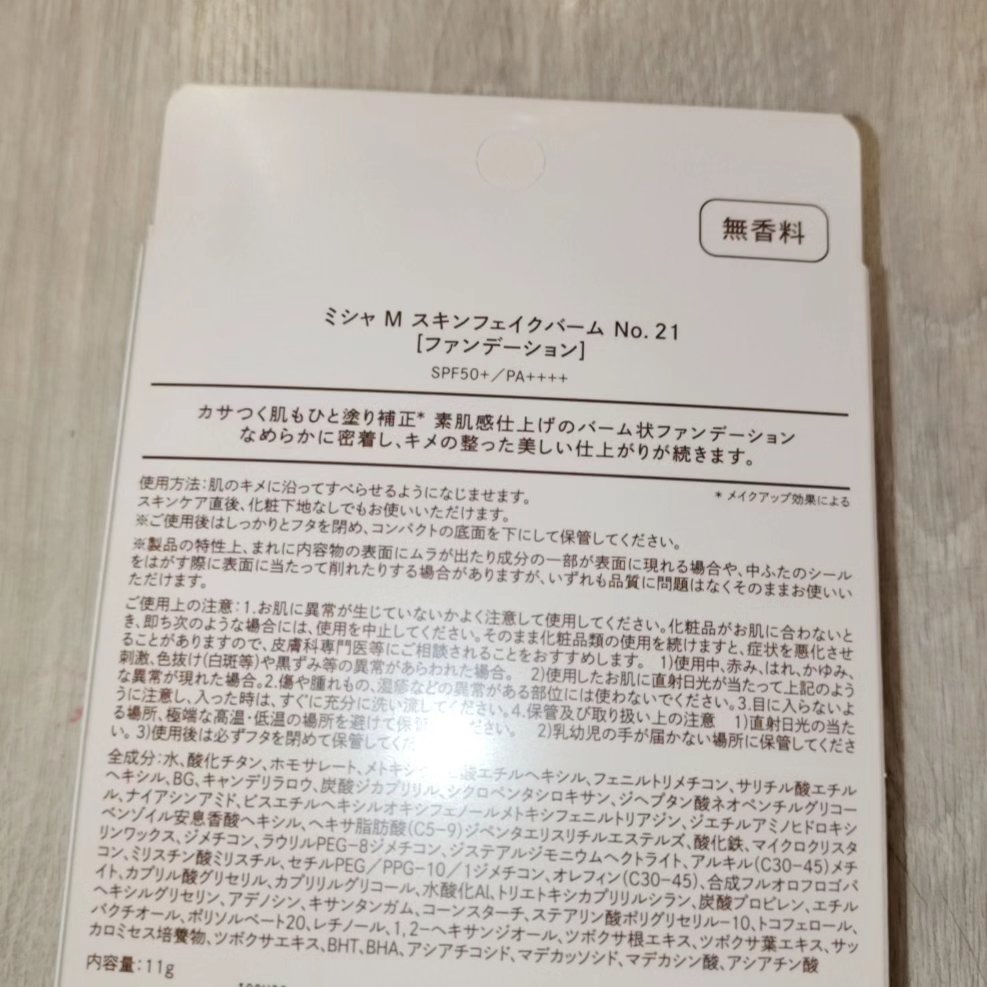 無香料
ミシャ M スキンフェイクバーム No. 21
[ファンデーション]
SPF50+/PA++++
カサつく肌もひと塗り補正* 素肌感仕上げのバーム状ファンデーション
なめらかに密着し、キメの整った美しい仕上がりが続きます。
* メイクアップ効果による
使用方法:肌のキメに沿ってすべらせるようになじませます。
スキンケア直後、化粧下地なしでもお使いいただけます。
※ご使用後はしっかりとフタを閉め、コンパクトの底面を下にして保管してください。
※製品の特性上、まれに内容物の表面にムラが出たり成分の一部が表面に現れる場合や、中ふたのシール
をはがす際に表面に当たって削れたりする場合がありますが、いずれも品質に問題はなくそのままお使いい
ただけます。
ご使用上の注意:1.お肌に異常が生じていないかよく注意して使用してください。化粧品がお肌に合わないと
き、即ち次のような場合には、使用を中止してください。そのまま化粧品類の使用を続けますと、症状を悪化させ
ることがありますので、皮膚科専門医等にご相談されることをおすすめします。 1)使用中、赤み、はれ、かゆみ、
刺激、色抜け(白斑等)や黒ずみ等の異常があらわれた場合。 2)使用したお肌に直射日光が当たって上記のよう
な異常が現れた場合。2.傷や腫れもの、湿疹などの異常がある部位には使わないでください。3.目に入らないよ
うに注意し、入った時は、すぐに充分に洗い流してください。4.保管及び取り扱い上の注意 1)直射日光の当た
る場所、極端な高温・低温の場所を避けて保管 さい。 2)乳幼児の手が届かない場所に保管してくださ
い。3)使用後は必ずフタを閉めて保管してくだ
全成分:水、酸化チタン、ホモサレート、メトキシ 酸エチルヘキシル、フェニルトリメチコン、サリチル酸エチル
ヘキシル、BG、キャンデリラロウ、炭酸ジカプリリル、シクロペンタシロキサン、ジヘプタン酸ネオペンチルグリコー
ル、ナイアシンアミド、ビスエチルヘキシルオキシフェノールメトキシフェニルトリアジン、ジエチルアミノヒドロキシ
ベンゾイル安息香酸ヘキシル、ヘキサ脂肪酸(C5-9)ジペンタエリスリチルエステルズ、酸化鉄、マイクロクリスタ
リンワックス、ジメチコン、ラウリルPEG-8ジメチコン、ジステアルジモニウムヘクトライト、アルキル(C30-45)メチ
コン、ミリスチン酸ミリスチル、セチルPEG/PPG-10/1ジメチコン、オレフィン(C30-45)、合成フルオロフロゴパ
イト、カプリル酸グリセリル、カプリリルグリコール、水酸化Al、トリエトキシカプリリルシラン、炭酸プロピレン、エチル
ヘキシルグリセリン、アデノシン、キサンタンガム、コーンスターチ、ステアリン酸ポリグリセリル-10、トコフェロール、
バクチオール、ポリソルベート20、レチノール、1,2-ヘキサンジオール、ツボクサ根エキス、ツボクサ葉エキス、サッ
カロミセス培養物、ツボクサエキス、BHT、BHA、アシアチコシド、マデカッソシド、マデカシン酸、アシアチン酸
内容量:11g